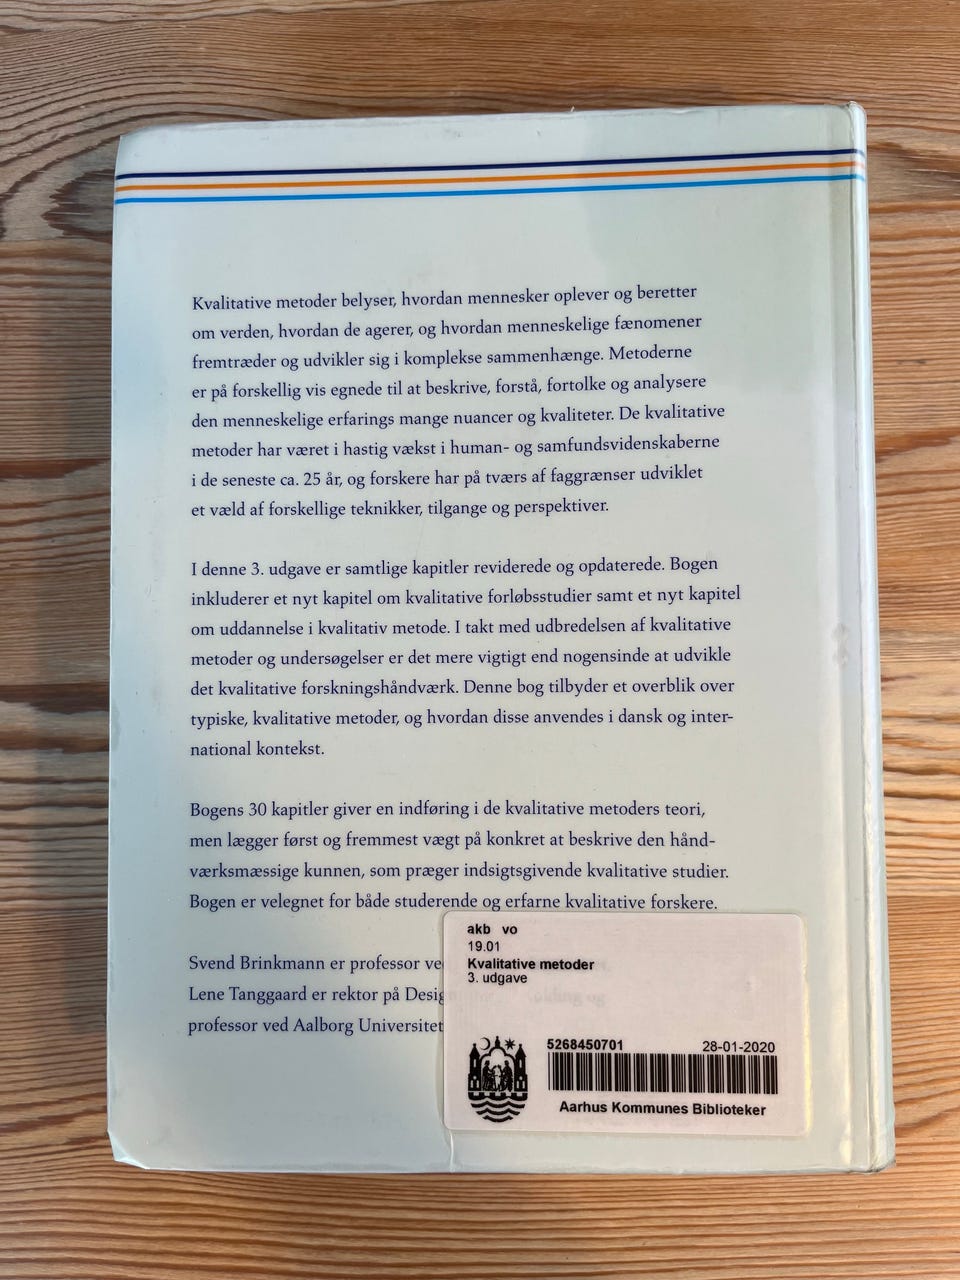 Kvalitative metoder belyser, hvordan mennesker oplever og beretter
om verden, hvordan de agerer, og hvordan menneskelige fænomener
fremtræder og udvikler sig i komplekse sammenhænge. Metoderne
er på forskellig vis egnede til at beskrive, forstå, fortolke og analysere
den menneskelige erfarings mange nuancer og kvaliteter. De kvalitative
metoder har været i hastig vækst i human- og samfundsvidenskaberne
i de seneste ca. 25 år, og forskere har på tværs af faggrænser udviklet
et væld af forskellige teknikker, tilgange og perspektiver.
I denne 3. udgave er samtlige kapitler reviderede og opdaterede. Bogen
inkluderer et nyt kapitel om kvalitative forløbsstudier samt et nyt kapitel
om uddannelse i kvalitativ metode. I takt med udbredelsen af kvalitative
metoder og undersøgelser er det mere vigtigt end nogensinde at udvikle
det kvalitative forskningshåndværk. Denne bog tilbyder et overblik over
typiske, kvalitative metoder, og hvordan disse anvendes i dansk og inter-
national kontekst.
Bogens 30 kapitler giver en indføring i de kvalitative metoders teori,
men lægger først og fremmest vægt på konkret at beskrive den hånd-
værksmæssige kunnen, som præger indsigtsgivende kvalitative studier.
Bogen er velegnet for både studerende og erfarne kvalitative forskere.
Svend Brinkmann er professor
Lene Tanggaard er rektor på
professor ved Aalborg Universitet
akb vo
19.01
Kvalitative metoder
3. udgave
5268450701 28-01-2020
Aarhus Kommunes Biblioteker